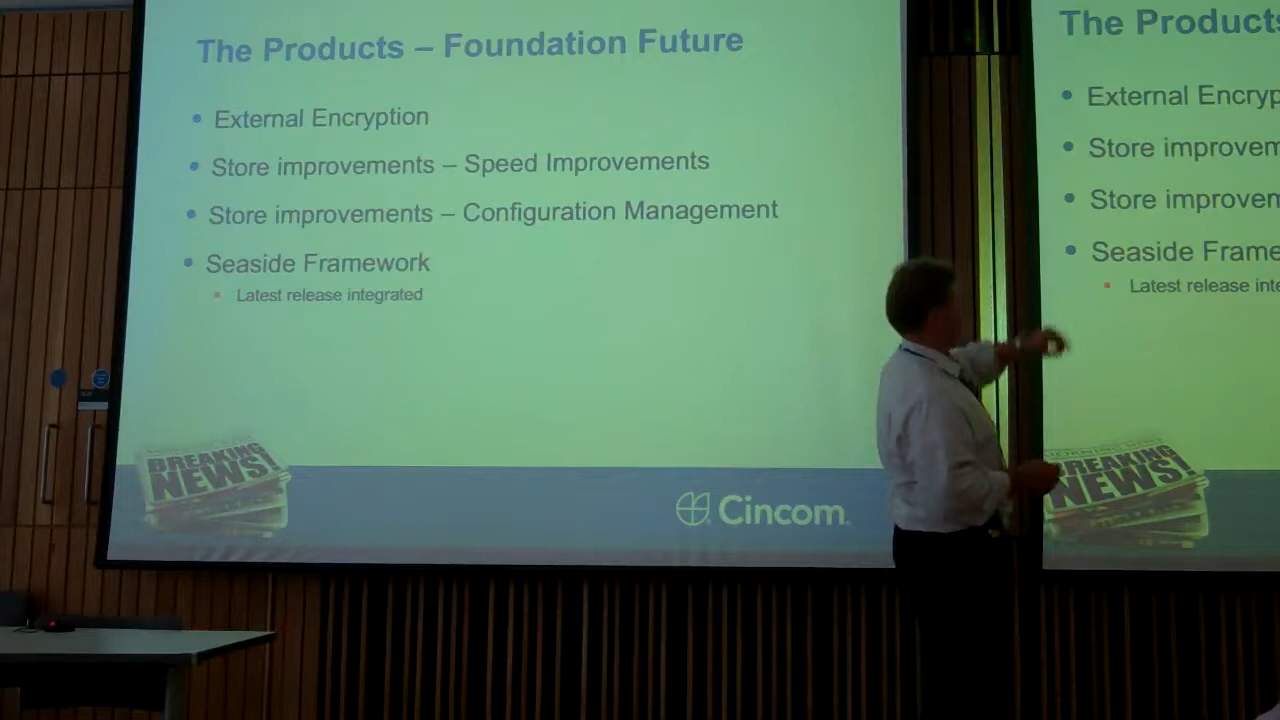 The Products – Foundation Future
External Encryption
Store improvements – Speed Improvements
Store improvements – Configuration Management
Seaside Framework
Latest release integrated
BREAKING
NEWS!
Cincom
The Products
External Encryp
Store improvem
Store improvem
Seaside Frame
Latest release inte
BREAKING
NEWS!